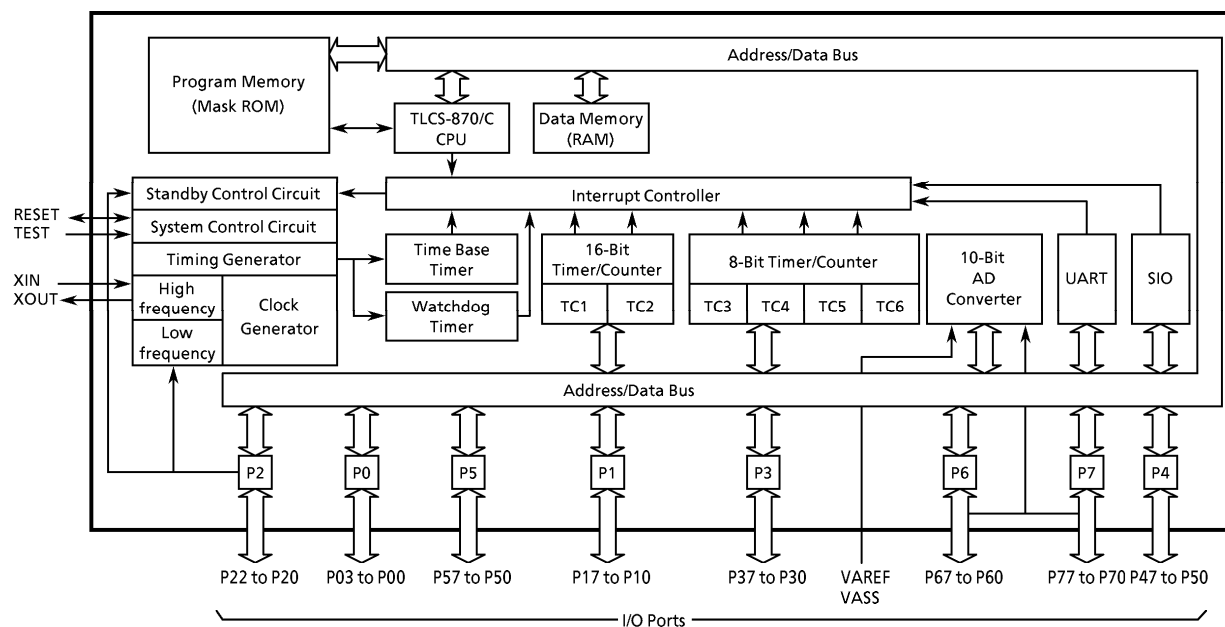 Address/Data Bus
Program Memory
(Mask ROM)
TLCS-870/C
CPU
Data Memory
(RAM)
Standby Control Circuit
Interrupt Controller
RESET
TEST
System Control Circuit
Timing Generator
Time Base
Timer
16-Bit
Timer/Counter
8-Bit Timer/Counter
10-Bit
AD
Converter
UART
SIO
XIN
XOUT
High
frequency
Clock
Generator
Low
frequency
Watchdog
Timer
TC1
TC2
TC3
TC4
TC5
TC6
Address/Data Bus
P2
P0
P5
P1
P3
P6
P7
P4
P22 to P20
P03 to P00
P57 to P50
P17 to P10
P37 to P30
VAREF
VASS
P67 to P60
P77 to P70
P47 to P50
I/O Ports